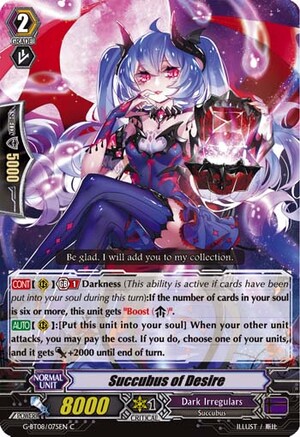 2
GRADE
5000
Be glad. I will add you to my collection.
CONT [ ] GB 1 Darkness (This ability is active if cards have been
put into your soul during this turn):If the number of cards in your soul
is six or more, this unit gets "Boost ( )".
AUTO [ ]:[Put this unit into your soul] When your other unit
attacks, you may pay the cost. If you do, choose one of your units,
and it gets +2000 until end of turn.
Succubus of Desire
NORMAL
UNIT
POWER
8000
1
CRITICAL
Dark Irregulars
Succubus
G-BT08/075EN C
ILLUST / 斯比